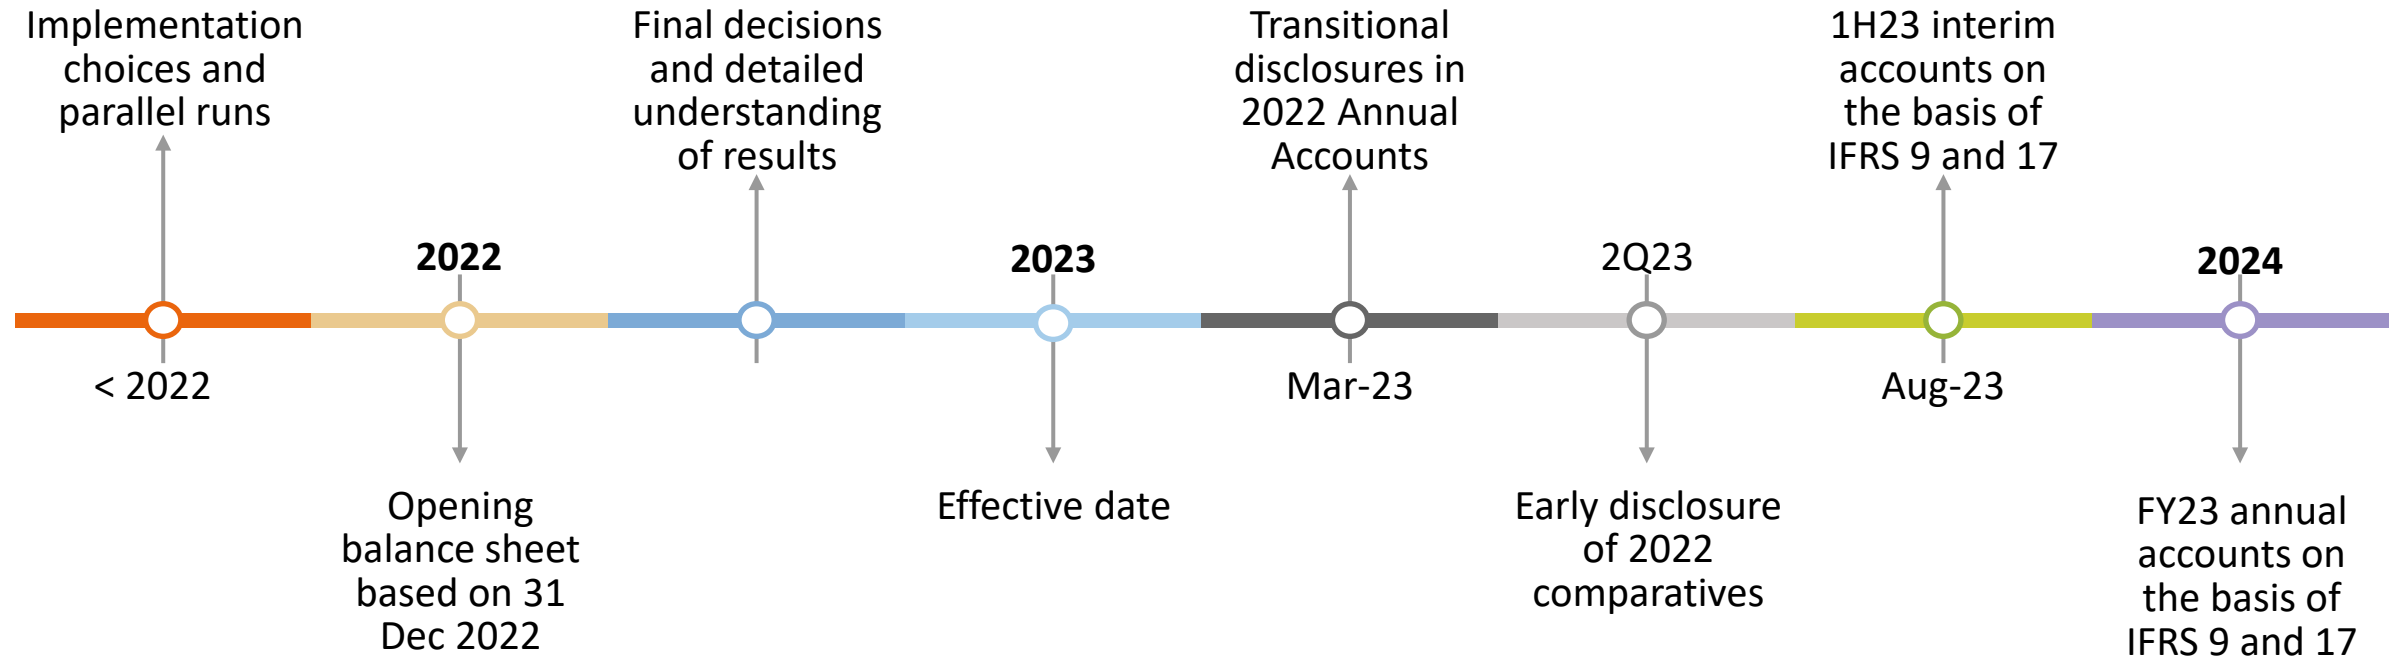 Implementation
choices and
parallel runs
Final decisions
and detailed
understanding
of results
Transitional
disclosures in
2022 Annual
Accounts
1H23 interim
accounts on
the basis of
IFRS 9 and 17
2022
2023
2Q23
2024
< 2022
Mar-23
Aug-23
Opening
balance sheet
based on 31
Dec 2022
Effective date
Early disclosure
of 2022
comparatives
FY23 annual
accounts on
the basis of
IFRS 9 and 17